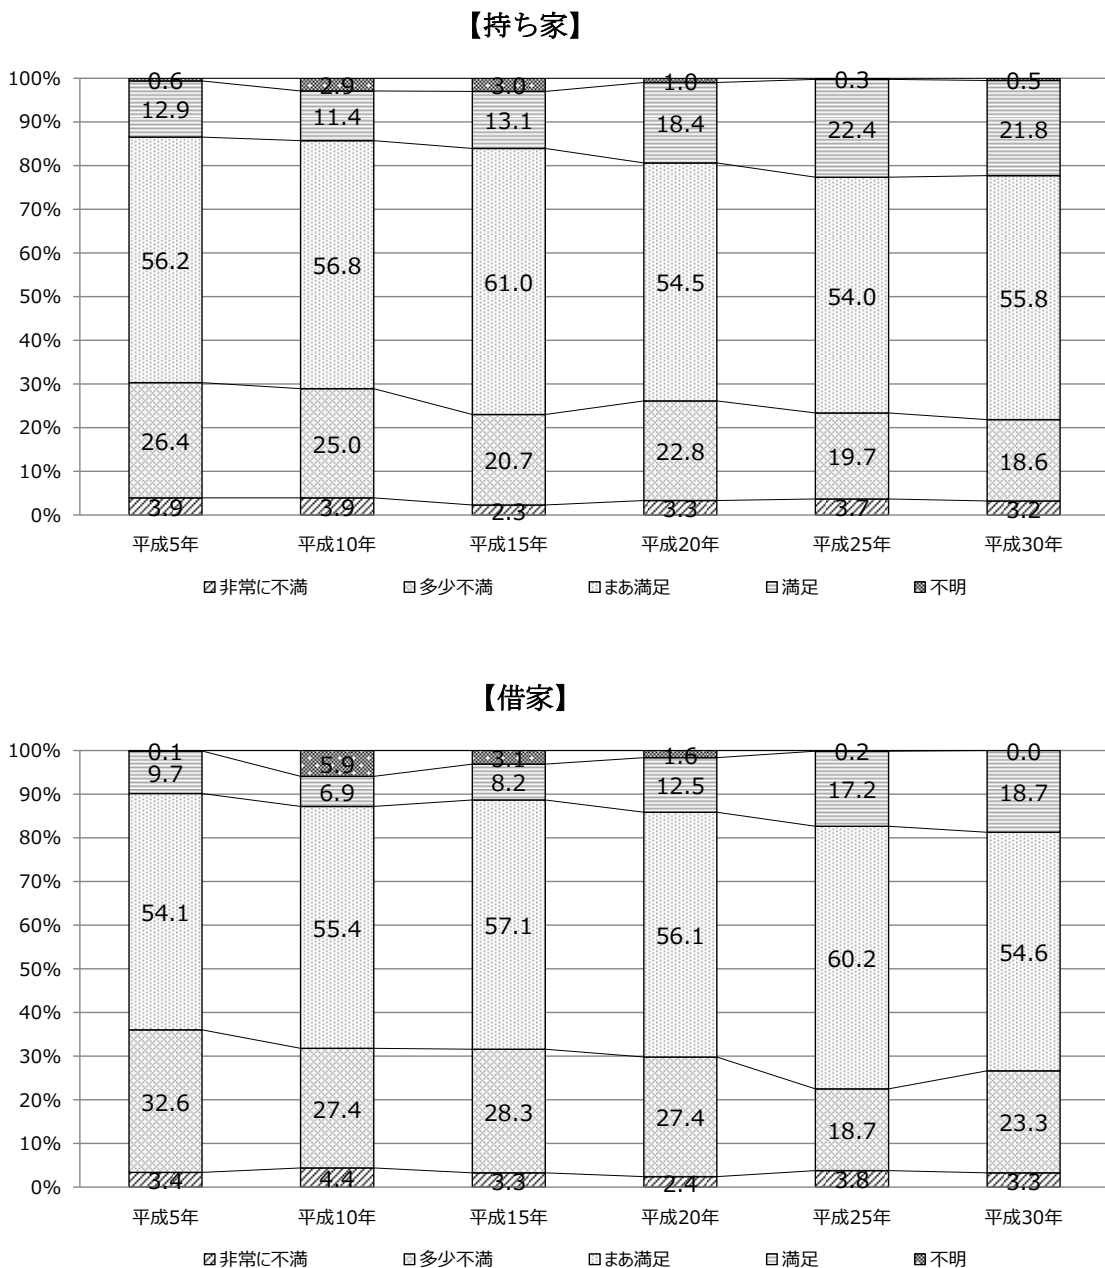 【持ち家】
100%
90%
80%
70%
60%
50%
40%
30%
20%
10%
0%
0.6 2.9 3.0 1.0 0.3 0.5
12.9 11.4 13.1 18.4 22.4 21.8
56.2 56.8 61.0 54.5 54.0 55.8
26.4 25.0 20.7 22.8 19.7 18.6
3.9 3.9 2.3 3.3 3.7 3.2
平成5年 平成10年 平成15年 平成20年 平成25年 平成30年
非常に不満 多少不満 まあ満足 満足 不明
【借家】
100%
90%
80%
70%
60%
50%
40%
30%
20%
10%
0%
0.1 5.9 3.1 1.6 0.2 0.0
9.7 6.9 8.2 12.5 17.2 18.7
54.1 55.4 57.1 56.1 60.2 54.6
32.6 27.4 28.3 27.4 18.7 23.3
3.4 4.4 3.3 2.4 3.8 3.3
平成5年 平成10年 平成15年 平成20年 平成25年 平成30年
非常に不満 多少不満 まあ満足 満足 不明